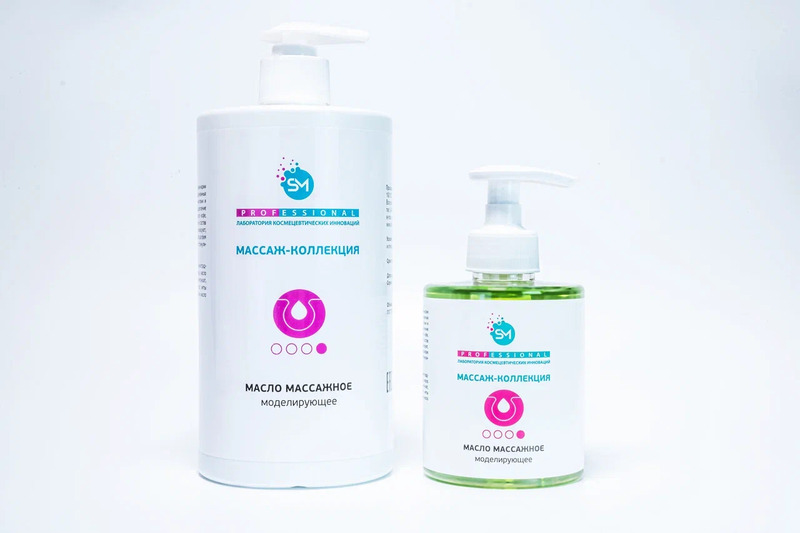 SM
PROFESSIONAL
ЛАБОРАТОРИЯ КОСМЕЦЕВТИЧЕСКИХ ИННОВАЦИЙ
МАССАЖ-КОЛЛЕКЦИЯ
МАСЛО МАССАЖНОЕ
моделирующее
SM
PROFESSIONAL
ЛАБОРАТОРИЯ КОСМЕЦЕВТИЧЕСКИХ ИННОВАЦИЙ
МАССАЖ-КОЛЛЕКЦИЯ
МАСЛО МАССАЖНОЕ
моделирующее